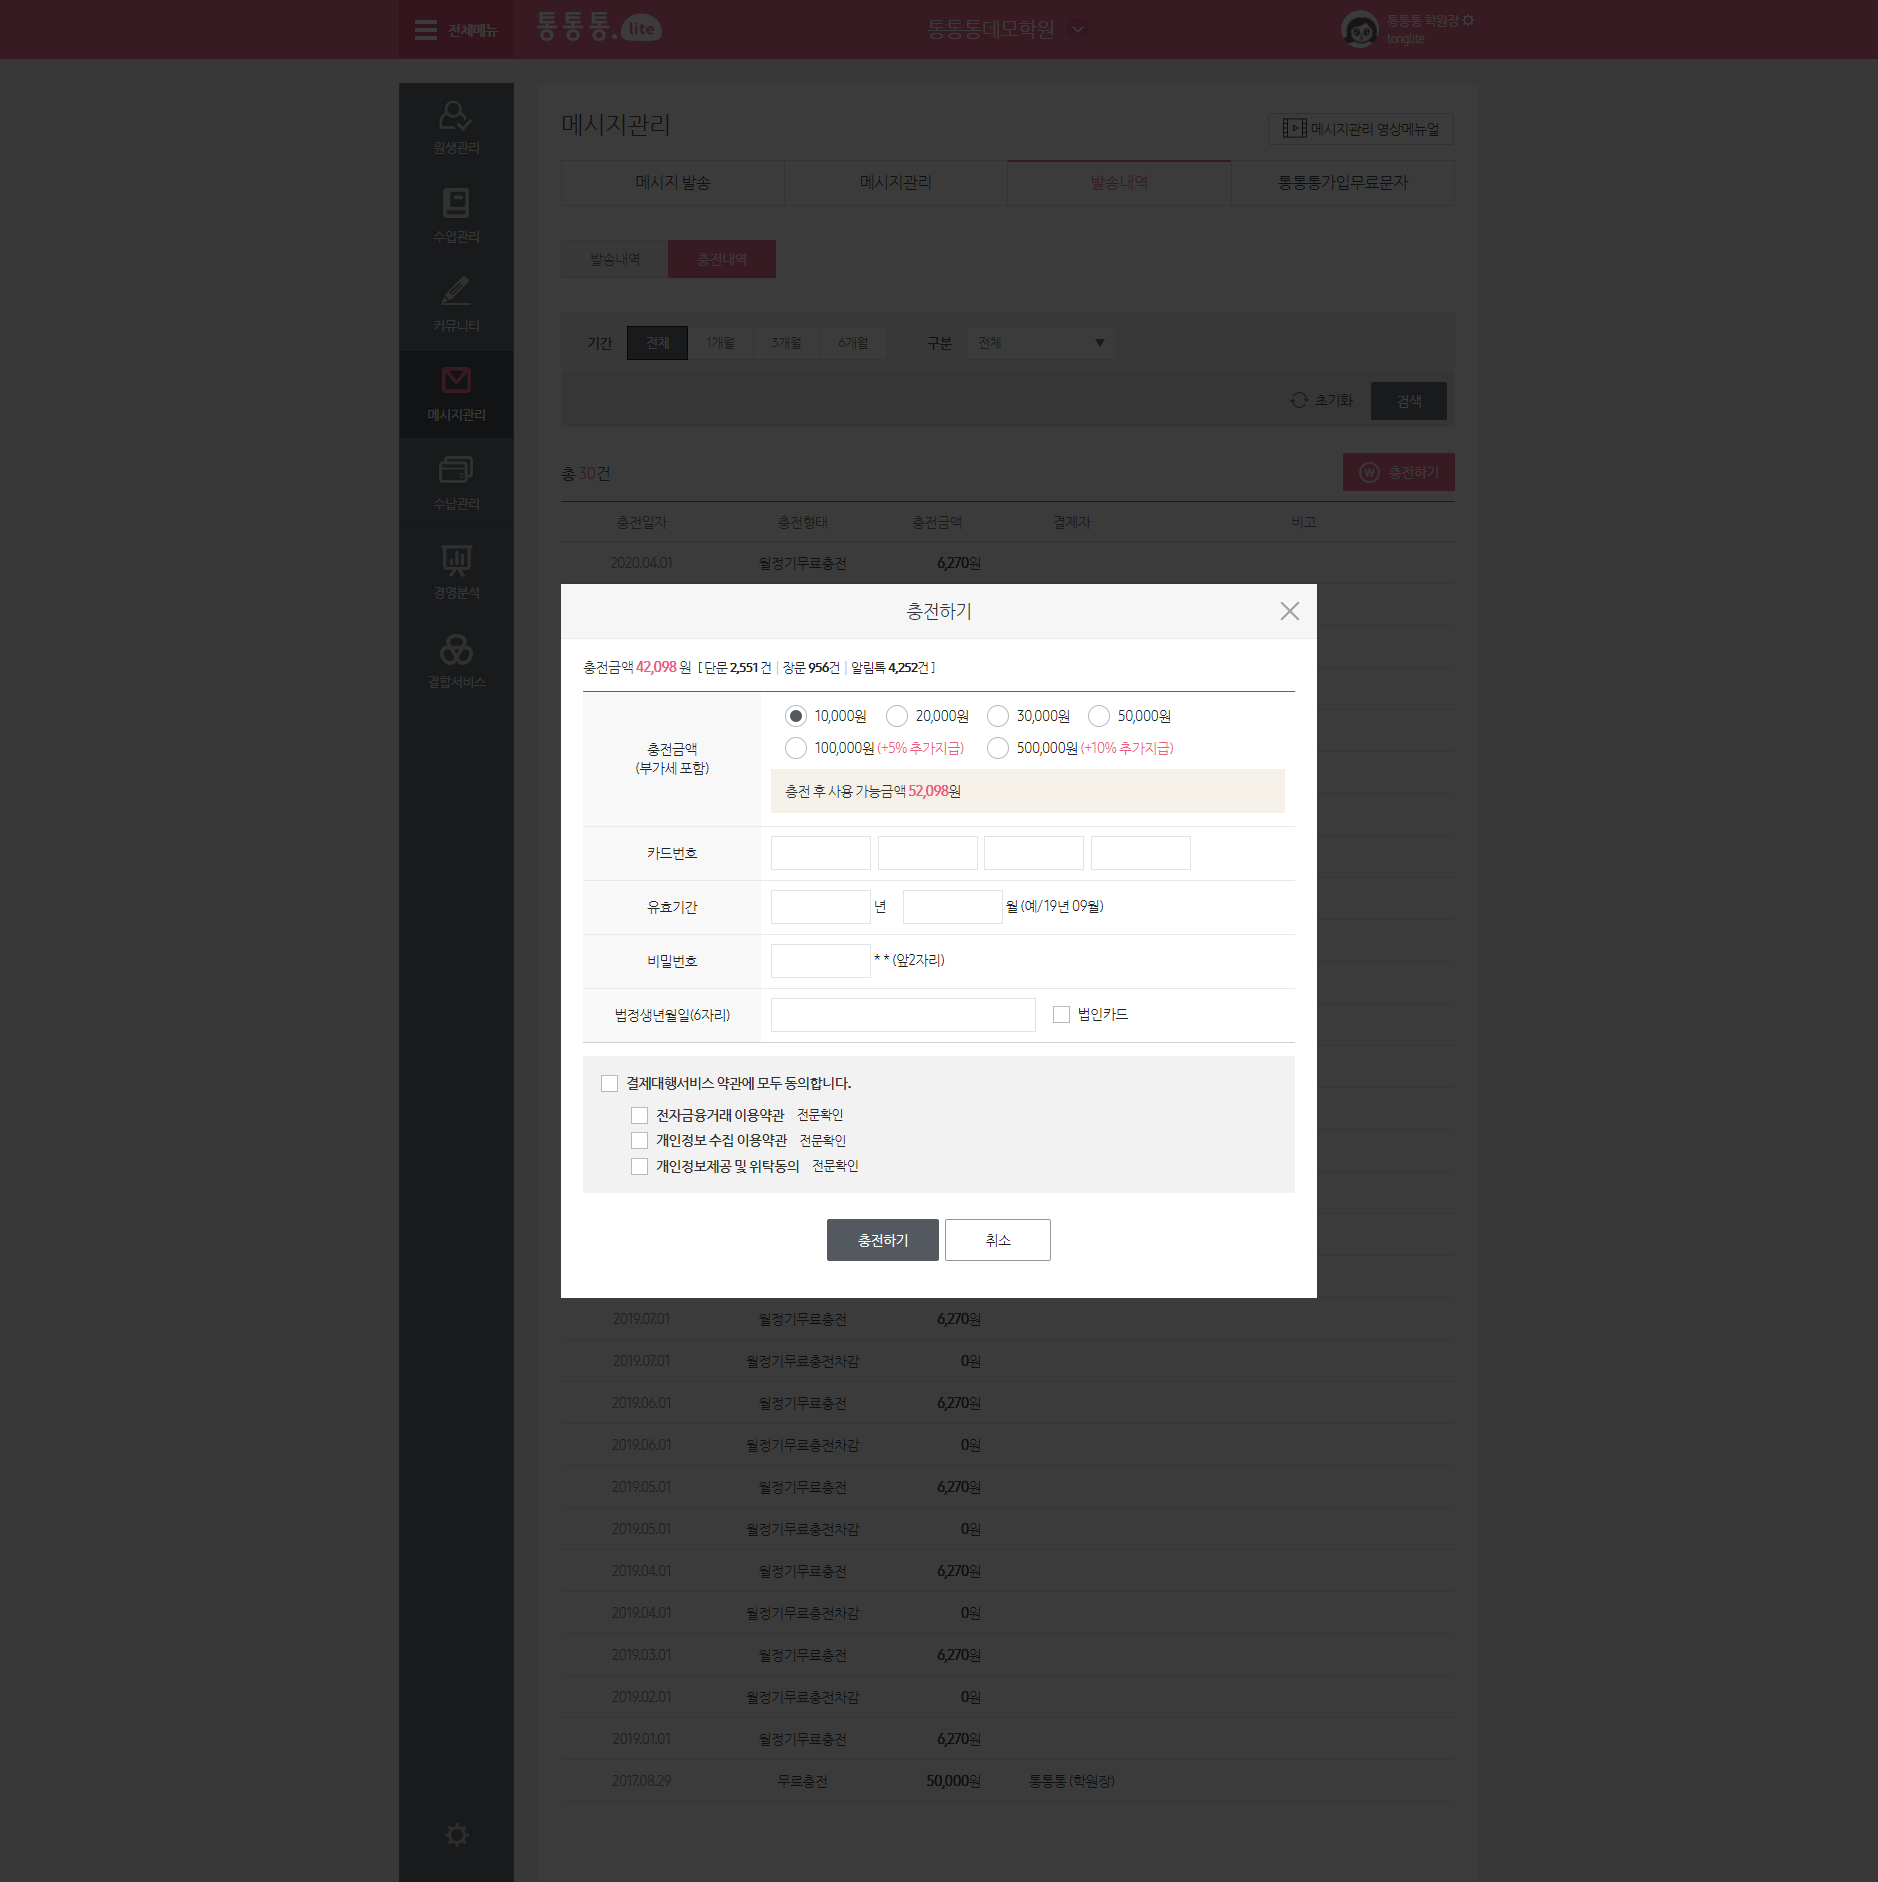 전체메뉴
통통통.lite
통통통데모학원
통통통 학원장
tonglite
원생관리
수업관리
커뮤니티
메시지관리
수납관리
경영분석
결합서비스
메시지관리
메시지관리 영상메뉴얼
메시지 발송 메시지관리 발송내역 통통통가입무료문자
발송내역 충전내역
기간 전체 1개월 3개월 6개월 구분 전체
초기화 검색
총 30건 충전하기
충전일자 충전형태 충전금액 결제자 비고
2020.04.01 월정기무료충전 6,270원
충전하기
충전금액 42,098 원 [ 단문 2,551 건 | 장문 956건 | 알림톡 4,252건 ]
충전금액
(부가세 포함)
10,000원 20,000원 30,000원 50,000원
100,000원 (+5% 추가지급) 500,000원 (+10% 추가지급)
충전 후 사용 가능금액 52,098원
카드번호
유효기간 년 월 (예/19년 09월)
비밀번호 * * (앞2자리)
법정생년월일(6자리) 법인카드
결제대행서비스 약관에 모두 동의합니다.
전자금융거래 이용약관 전문확인
개인정보 수집 이용약관 전문확인
개인정보제공 및 위탁동의 전문확인
충전하기 취소
2019.07.01 월정기무료충전 6,270원
2019.07.01 월정기무료충전차감 0원
2019.06.01 월정기무료충전 6,270원
2019.06.01 월정기무료충전차감 0원
2019.05.01 월정기무료충전 6,270원
2019.05.01 월정기무료충전차감 0원
2019.04.01 월정기무료충전 6,270원
2019.04.01 월정기무료충전차감 0원
2019.03.01 월정기무료충전 6,270원
2019.02.01 월정기무료충전차감 0원
2019.01.01 월정기무료충전 6,270원
2017.08.29 무료충전 50,000원 통통통 (학원장)